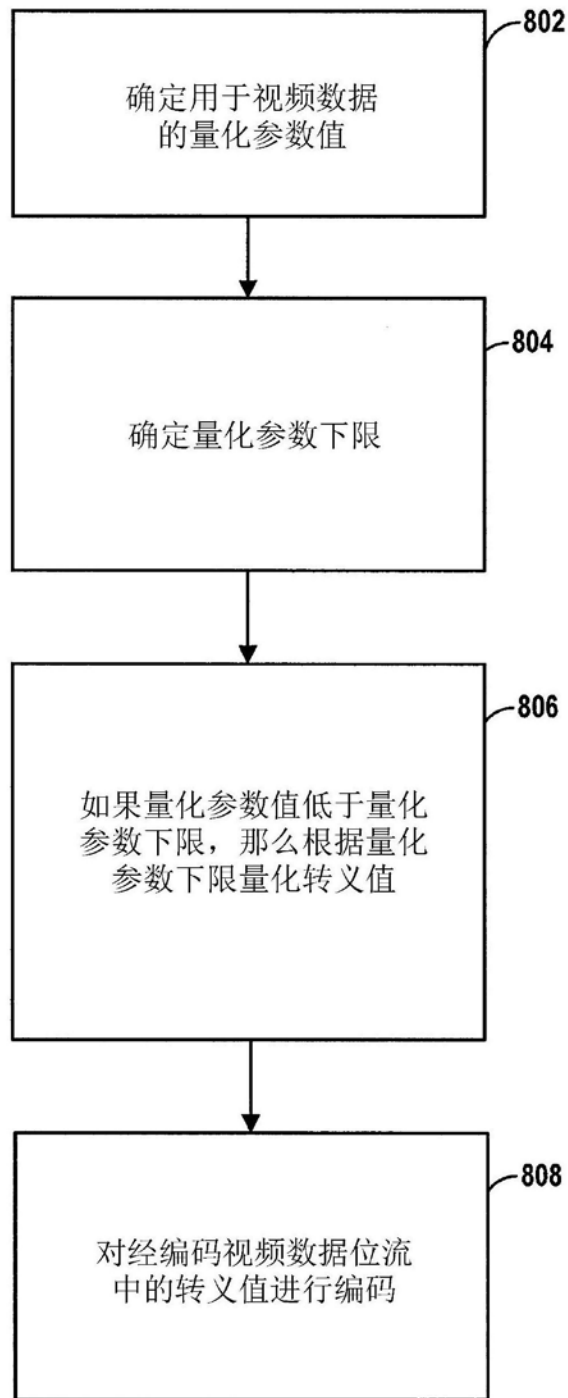 802
确定用于视频数据
的量化参数值
804
确定量化参数下限
806
如果量化参数值低于量化
参数下限，那么根据量化
参数下限量化转义值
808
对经编码视频数据位流
中的转义值进行编码